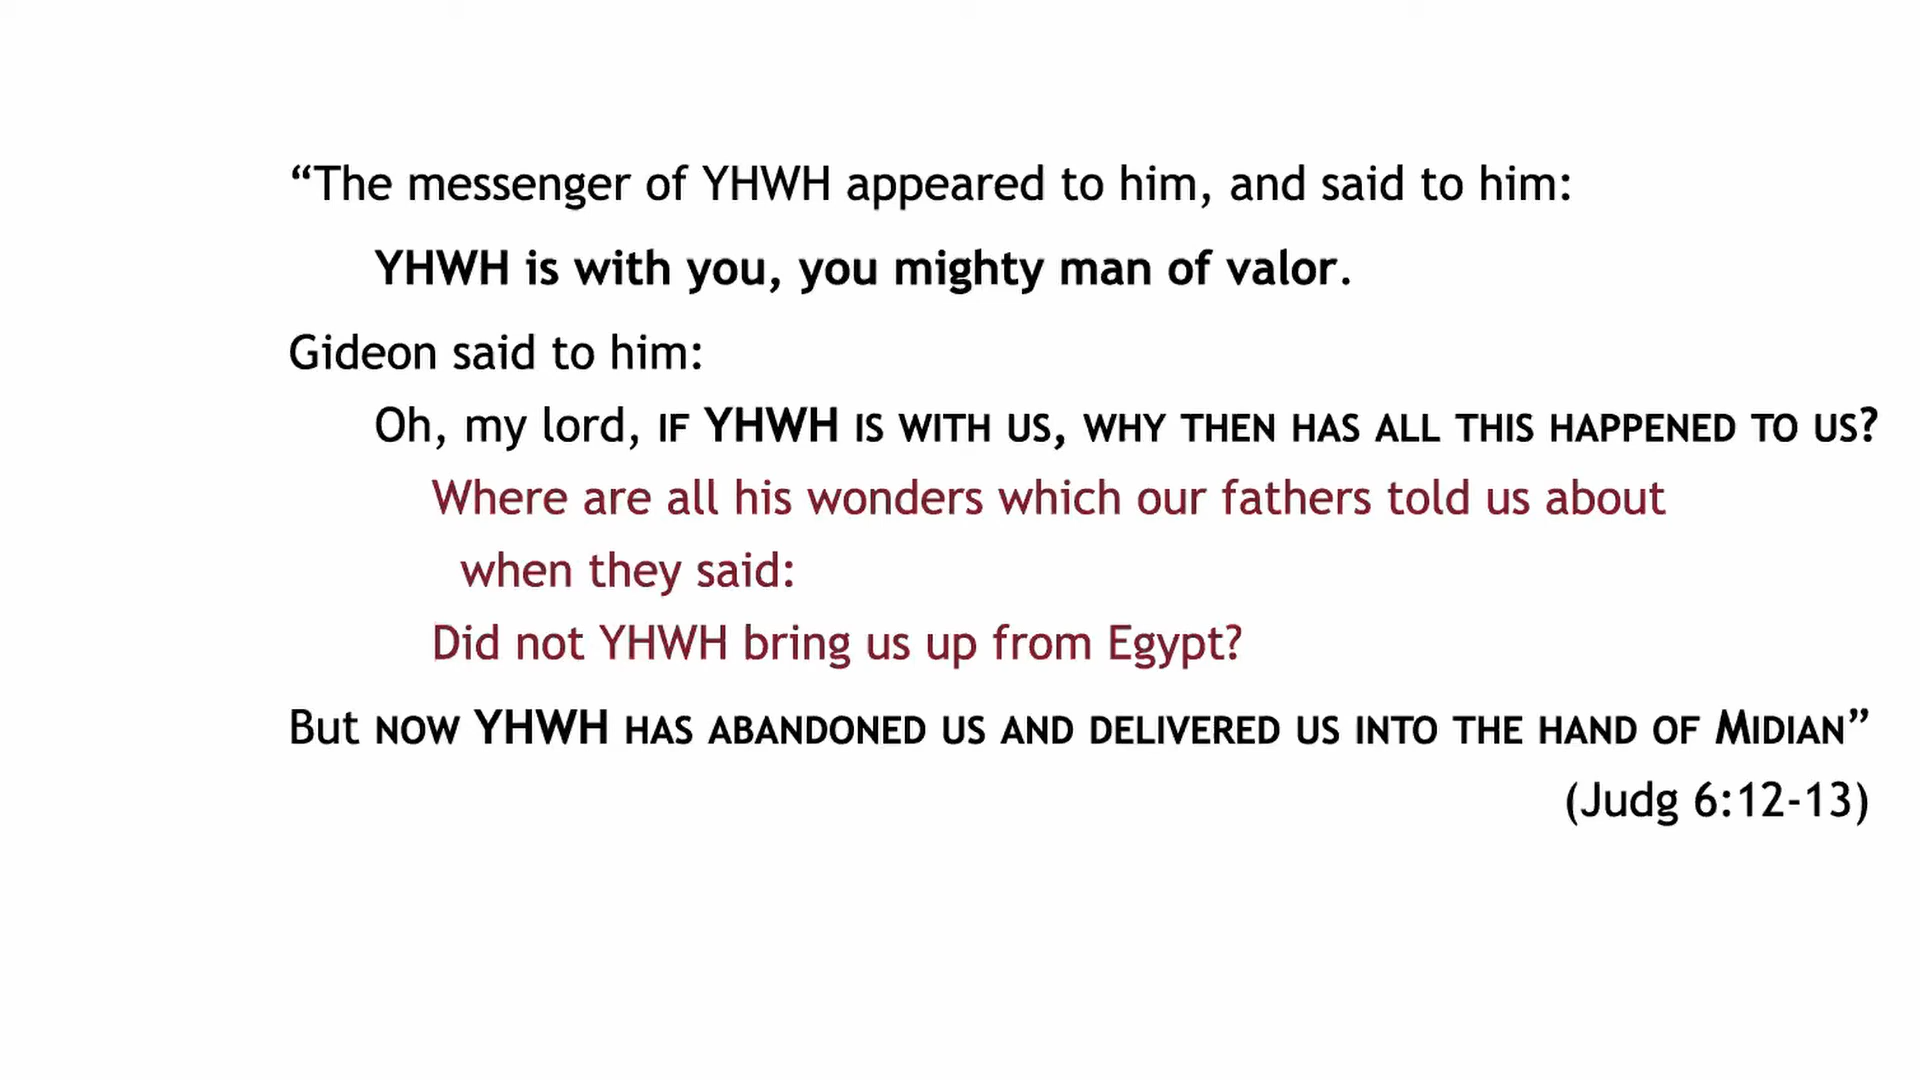 “The messenger of YHWH appeared to him, and said to him:
YHWH is with you, you mighty man of valor.
Gideon said to him:
Oh, my lord, IF YHWH IS WITH US, WHY THEN HAS ALL THIS HAPPENED TO US?
Where are all his wonders which our fathers told us about
when they said:
Did not YHWH bring us up from Egypt?
But NOW YHWH HAS ABANDONED US AND DELIVERED US INTO THE HAND OF MIDIAN”
(Judg 6:12-13)